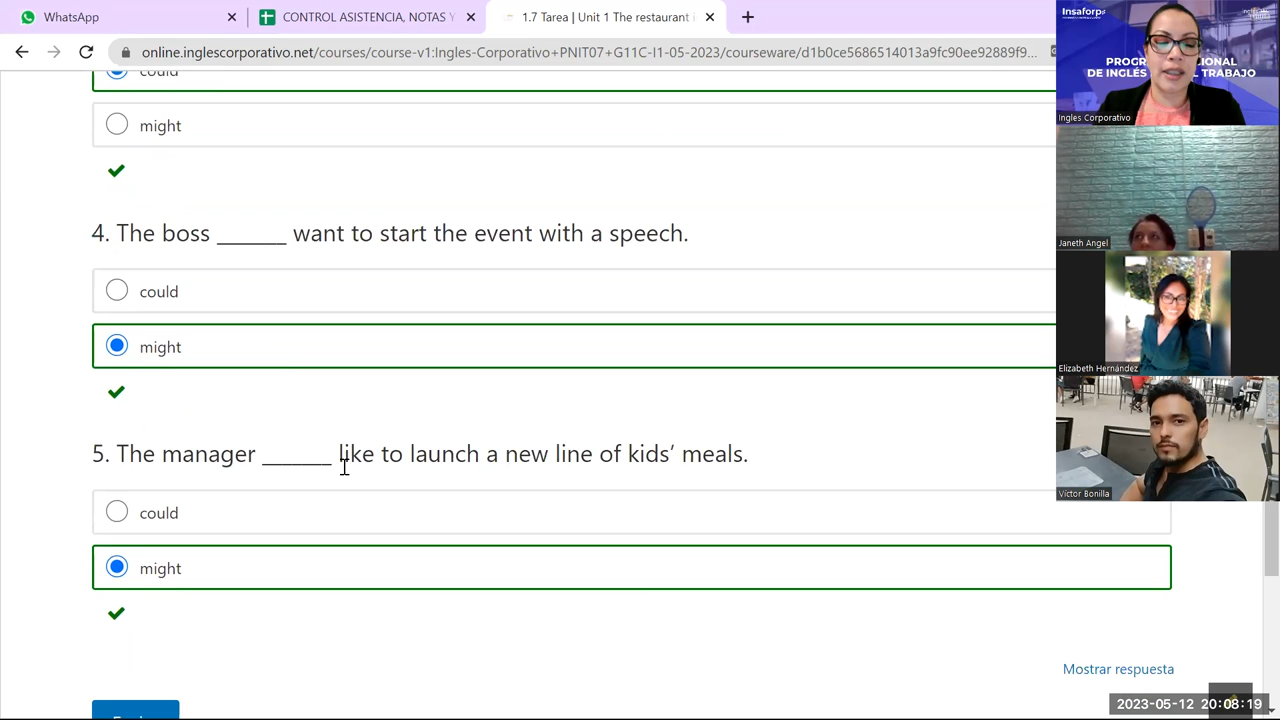 WhatsApp
CONTROL ASISTENCIA NOTAS Y
1.7 Tarea | Unit 1 The restaurant i
online.inglescorporativo.net/courses/course-v1:Ingles-Corporativo+PNIT07+G11C-I1-05-2023/courseware/d1b0ce5686514013a9fc90ee92889f9...
could
might
4. The boss ______ want to start the event with a speech.
could
might
5. The manager ______ like to launch a new line of kids’ meals.
could
might
Mostrar respuesta
Insaforp
Ingles Corporativo
Janeth Angel
Elizabeth Hernández
Víctor Bonilla
2023-05-12 20:08:19